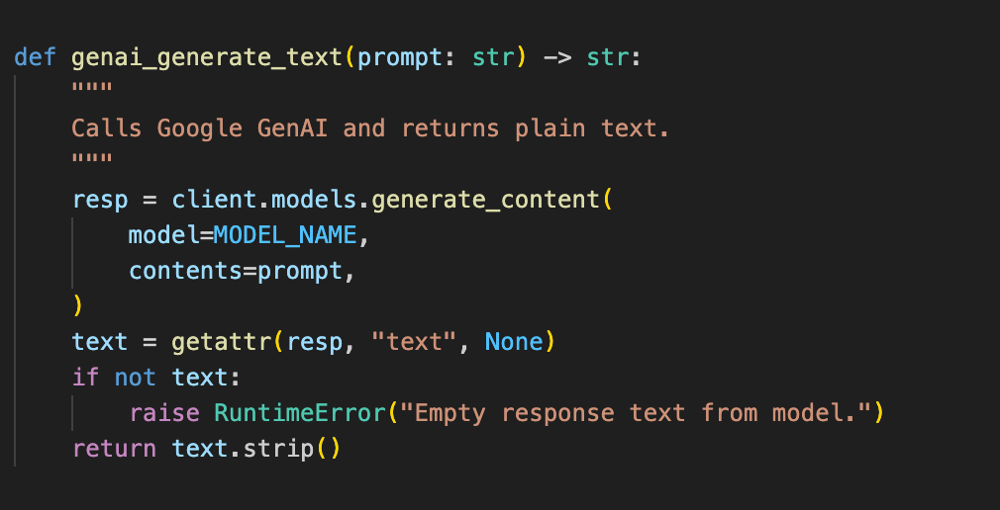 def genai_generate_text(prompt: str) -> str:
    """
    Calls Google GenAI and returns plain text.
    """
    resp = client.models.generate_content(
        model=MODEL_NAME,
        contents=prompt,
    )
    text = getattr(resp, "text", None)
    if not text:
        raise RuntimeError("Empty response text from model.")
    return text.strip()